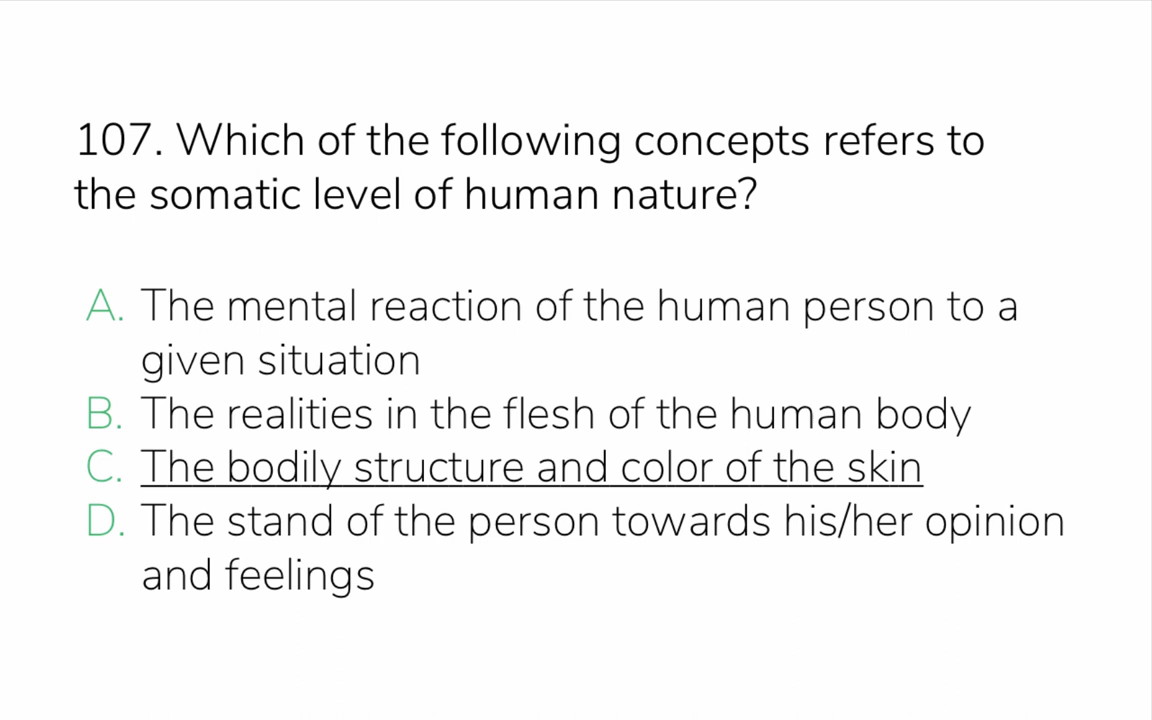 107. Which of the following concepts refers to
the somatic level of human nature?
A. The mental reaction of the human person to a
given situation
B. The realities in the flesh of the human body
C. The bodily structure and color of the skin
D. The stand of the person towards his/her opinion
and feelings